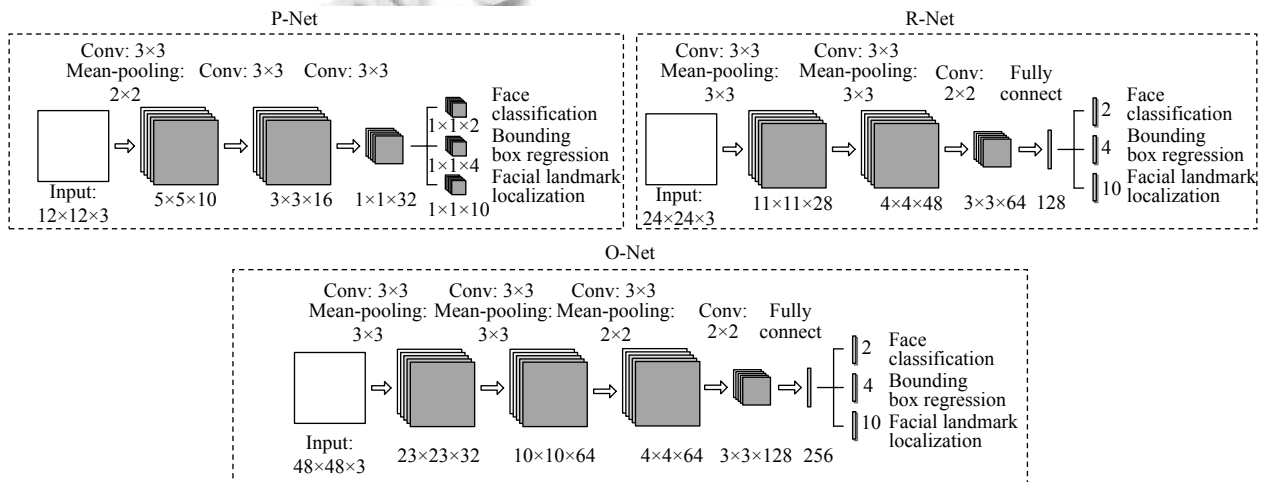 P-Net
Conv: 3×3
Mean-pooling:
2×2
Conv: 3×3
Conv: 3×3
Input:
12×12×3
5×5×10
3×3×16
1×1×32
1×1×2
1×1×4
1×1×10
Face
classification
Bounding
box regression
Facial landmark
localization
R-Net
Conv: 3×3
Mean-pooling:
3×3
Conv: 3×3
Mean-pooling:
3×3
Conv:
2×2
Fully
connect
Input:
24×24×3
11×11×28
4×4×48
3×3×64
128
2
4
10
Face
classification
Bounding
box regression
Facial landmark
localization
O-Net
Conv: 3×3
Mean-pooling:
3×3
Conv: 3×3
Mean-pooling:
3×3
Conv: 3×3
Mean-pooling:
2×2
Conv:
2×2
Fully
connect
Input:
48×48×3
23×23×32
10×10×64
4×4×64
3×3×128
256
2
4
10
Face
classification
Bounding
box regression
Facial landmark
localization